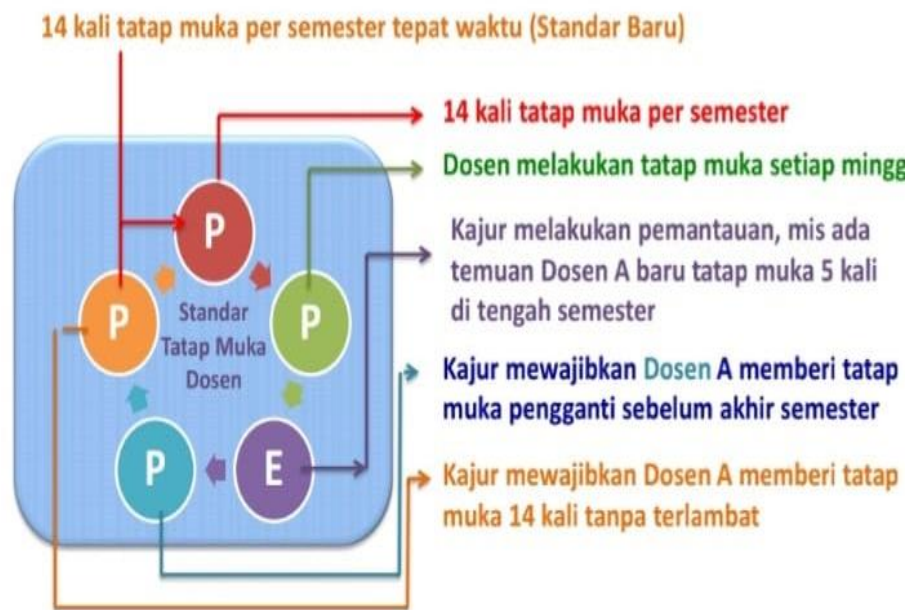 14 kali tatap muka per semester tepat waktu (Standar Baru)
14 kali tatap muka per semester
Dosen melakukan tatap muka setiap mingg
Kajur melakukan pemantauan, mis ada
temuan Dosen A baru tatap muka 5 kali
di tengah semester
Kajur mewajibkan Dosen A memberi tatap
muka pengganti sebelum akhir semester
Kajur mewajibkan Dosen A memberi tatap
muka 14 kali tanpa terlambat
P
P
E
P
P
Standar
Tatap Muka
Dosen